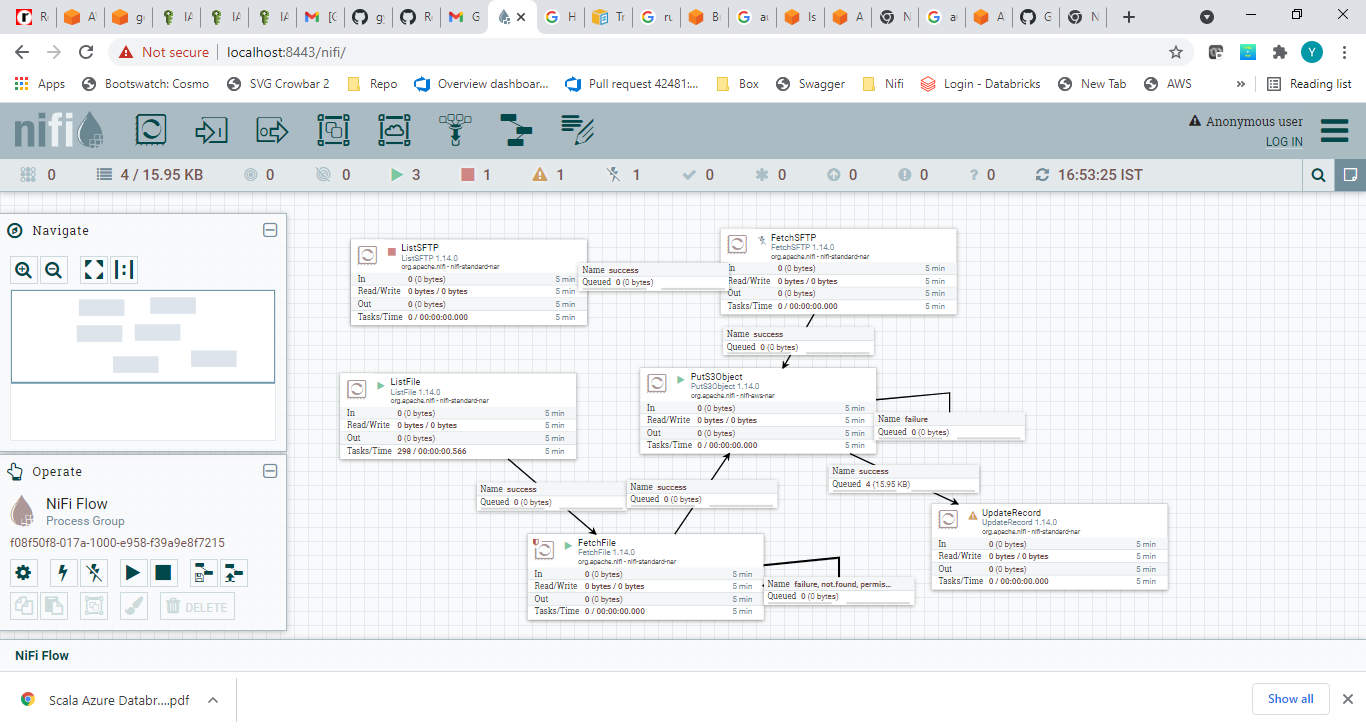 Not secure
localhost:8443/nifi/
Y
Apps
Bootswatch: Cosmo
SVG Crowbar 2
Repo
Overview dashboar...
Pull request 42481:...
Box
Swagger
Nifi
Login - Databricks
New Tab
AWS
»
Reading list
nifi
Anonymous user
LOG IN
0
4 / 15.95 KB
0
0
3
1
1
1
0
0
0
0
0
16:53:25 IST
Navigate
ListSFTP
ListSFTP 1.14.0
org.apache.nifi - nifi-standard-nar
In 0 (0 bytes) 5 min
Read/Write 0 bytes / 0 bytes 5 min
Out 0 (0 bytes) 5 min
Tasks/Time 0 / 00:00:00.000 5 min
Name success
Queued 0 (0 bytes)
FetchSFTP
FetchSFTP 1.14.0
org.apache.nifi - nifi-standard-nar
In 0 (0 bytes) 5 min
Read/Write 0 bytes / 0 bytes 5 min
Out 0 (0 bytes) 5 min
Tasks/Time 0 / 00:00:00.000 5 min
Name success
Queued 0 (0 bytes)
ListFile
ListFile 1.14.0
org.apache.nifi - nifi-standard-nar
In 0 (0 bytes) 5 min
Read/Write 0 bytes / 0 bytes 5 min
Out 0 (0 bytes) 5 min
Tasks/Time 298 / 00:00:00.566 5 min
PutS3Object
PutS3Object 1.14.0
org.apache.nifi - nifi-aws-nar
In 0 (0 bytes) 5 min
Read/Write 0 bytes / 0 bytes 5 min
Out 0 (0 bytes) 5 min
Tasks/Time 0 / 00:00:00.000 5 min
Name failure
Queued 0 (0 bytes)
Name success
Queued 4 (15.95 KB)
Name success
Queued 0 (0 bytes)
Name success
Queued 0 (0 bytes)
UpdateRecord
UpdateRecord 1.14.0
org.apache.nifi - nifi-standard-nar
In 0 (0 bytes) 5 min
Read/Write 0 bytes / 0 bytes 5 min
Out 0 (0 bytes) 5 min
Tasks/Time 0 / 00:00:00.000 5 min
FetchFile
FetchFile 1.14.0
org.apache.nifi - nifi-standard-nar
In 0 (0 bytes) 5 min
Read/Write 0 bytes / 0 bytes 5 min
Out 0 (0 bytes) 5 min
Tasks/Time 0 / 00:00:00.000 5 min
Name failure, not.found, permis...
Queued 0 (0 bytes)
Operate
NiFi Flow
Process Group
f08f50f8-017a-1000-e958-f39a9e8f7215
DELETE
NiFi Flow
Scala Azure Databr....pdf
Show all